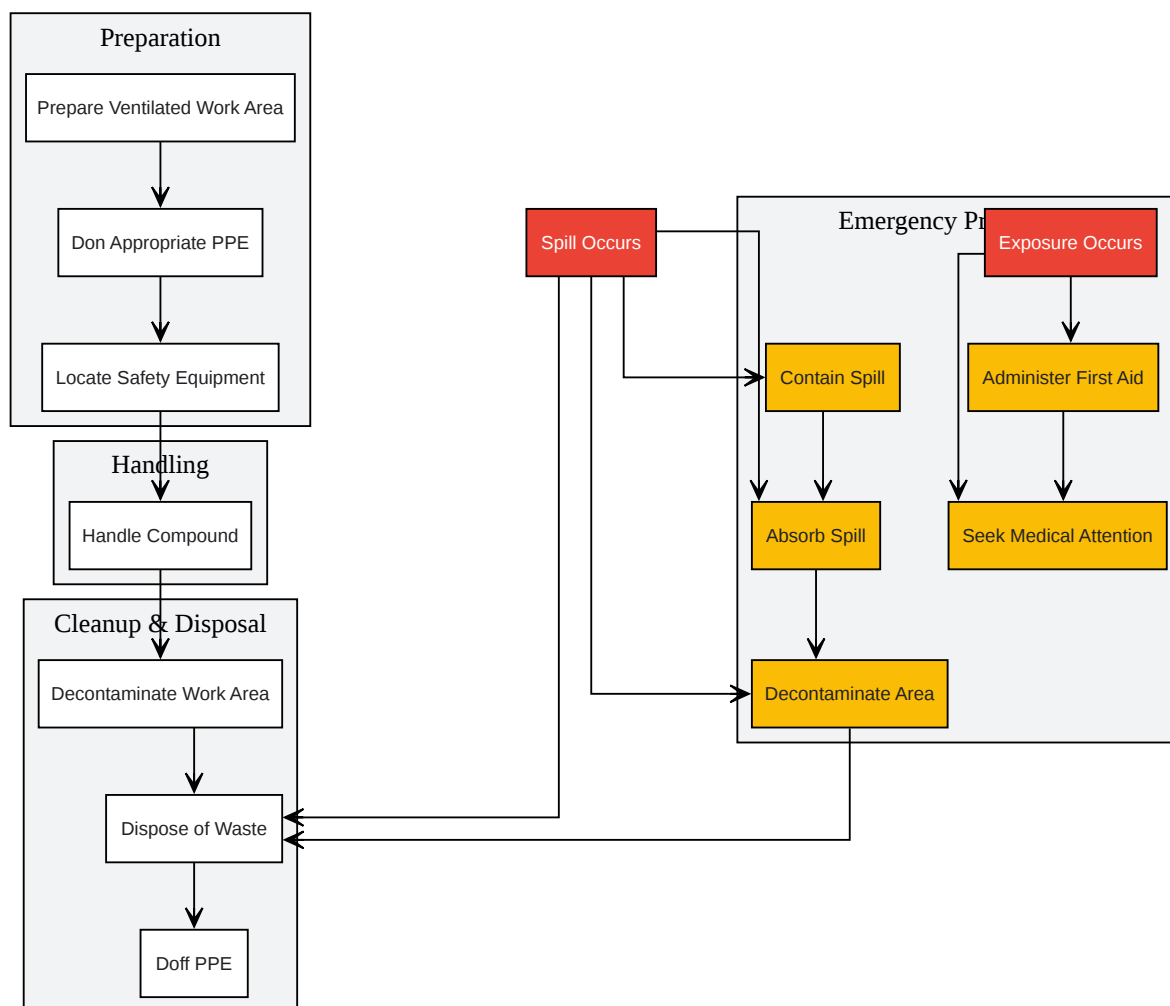 Preparation
Prepare Ventilated Work Area
Don Appropriate PPE
Locate Safety Equipment
Handling
Handle Compound
Cleanup & Disposal
Decontaminate Work Area
Dispose of Waste
Doff PPE
Spill Occurs
Emergency
Exposure Occurs
Contain Spill
Administer First Aid
Absorb Spill
Seek Medical Attention
Decontaminate Area